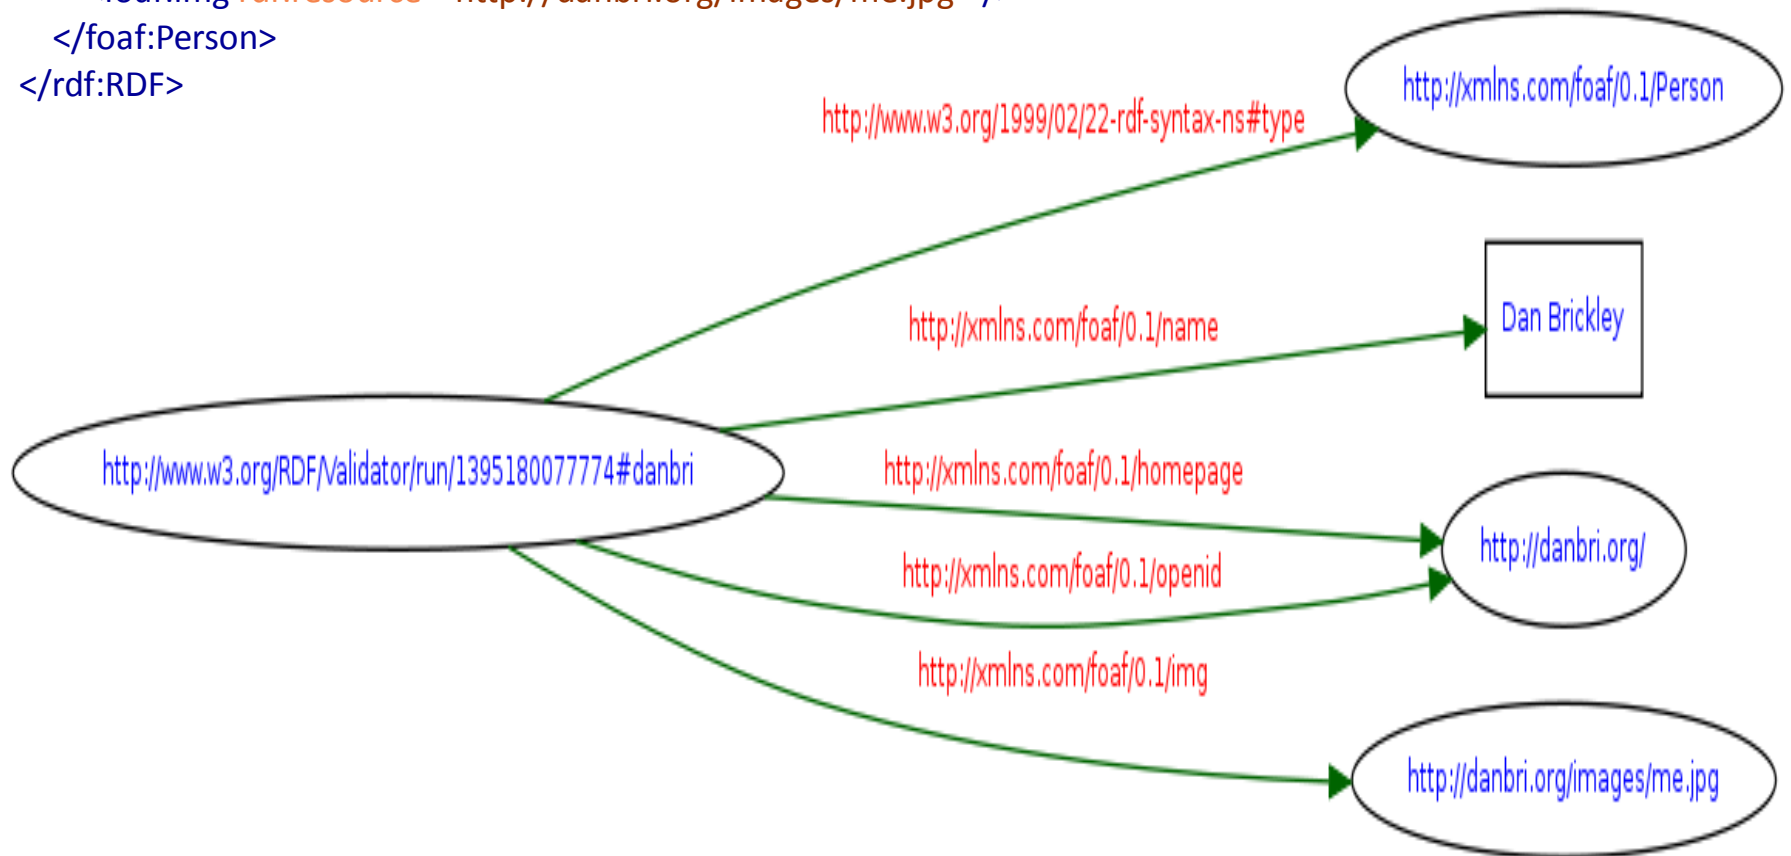 </foaf:Person>
</rdf:RDF>
http://xmlns.com/foaf/0.1/Person
http://www.w3.org/1999/02/22-rdf-syntax-ns#type
Dan Brickley
http://xmlns.com/foaf/0.1/name
http://www.w3.org/RDF/Validator/run/1395180077774#danbri
http://xmlns.com/foaf/0.1/homepage
http://danbri.org/
http://xmlns.com/foaf/0.1/openid
http://xmlns.com/foaf/0.1/img
http://danbri.org/images/me.jpg